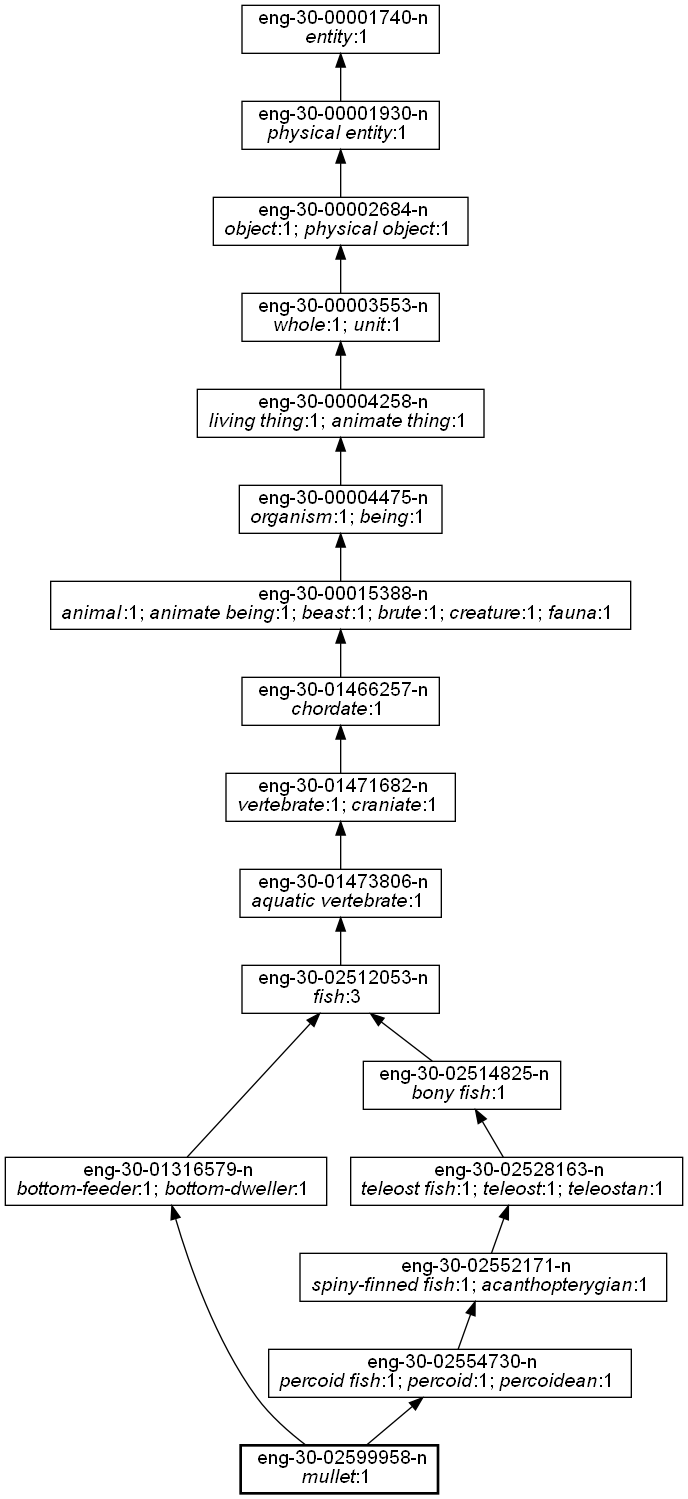 eng-30-00001740-n
entity:1
eng-30-00001930-n
physical entity:1
eng-30-00002684-n
object:1; physical object:1
eng-30-00003553-n
whole:1; unit:1
eng-30-00004258-n
living thing:1; animate thing:1
eng-30-00004475-n
organism:1; being:1
eng-30-00015388-n
animal:1; animate being:1; beast:1; brute:1; creature:1; fauna:1
eng-30-01466257-n
chordate:1
eng-30-01471682-n
vertebrate:1; craniate:1
eng-30-01473806-n
aquatic vertebrate:1
eng-30-02512053-n
fish:3
eng-30-02514825-n
bony fish:1
eng-30-01316579-n
bottom-feeder:1; bottom-dweller:1
eng-30-02528163-n
teleost fish:1; teleost:1; teleostan:1
eng-30-02552171-n
spiny-finned fish:1; acanthopterygian:1
eng-30-02554730-n
percoid fish:1; percoid:1; percoidean:1
eng-30-02599958-n
mullet:1